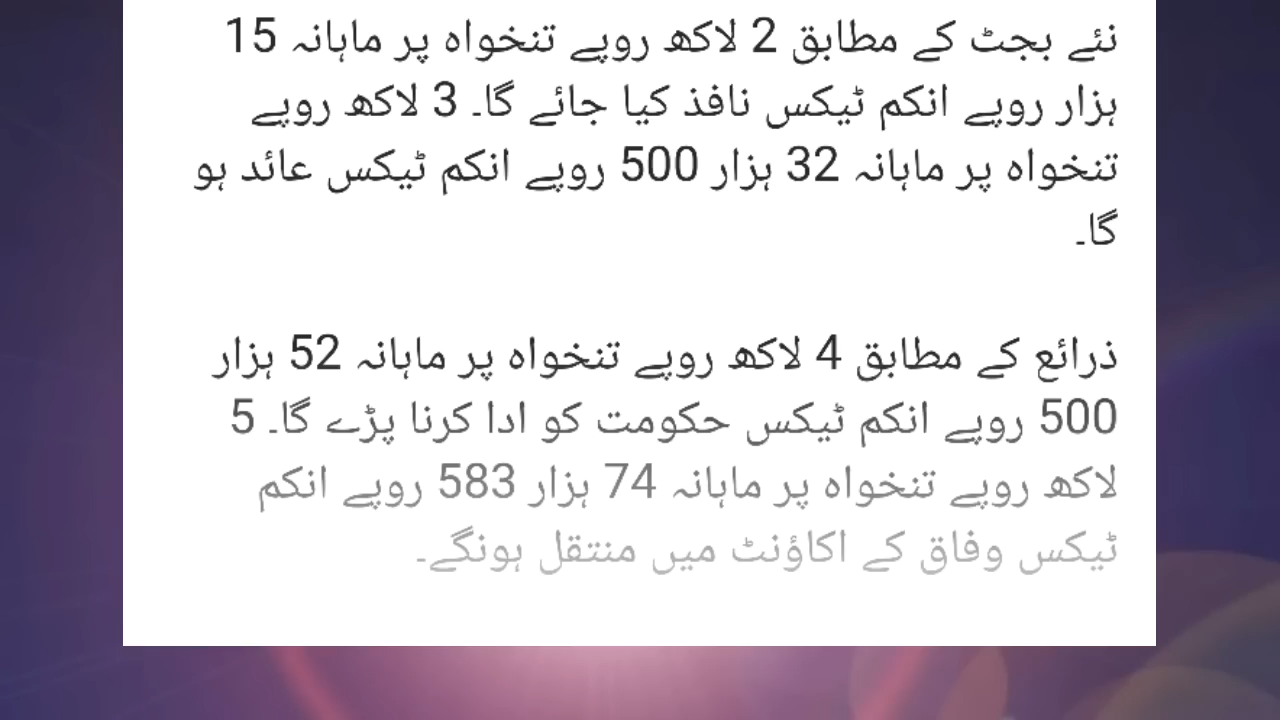 نئے بجٹ کے مطابق 2 لاکھ روپے تنخواہ پر ماہانہ 15
ہزار روپے انکم ٹیکس نافذ کیا جائے گا۔ 3 لاکھ روپے
تنخواہ پر ماہانہ 32 ہزار 500 روپے انکم ٹیکس عائد ہو
گا۔
ذرائع کے مطابق 4 لاکھ روپے تنخواہ پر ماہانہ 52 ہزار
500 روپے انکم ٹیکس حکومت کو ادا کرنا پڑے گا۔ 5
لاکھ روپے تنخواہ پر ماہانہ 74 ہزار 583 روپے انکم
ٹیکس وفاق کے اکاؤنٹ میں منتقل ہونگے۔